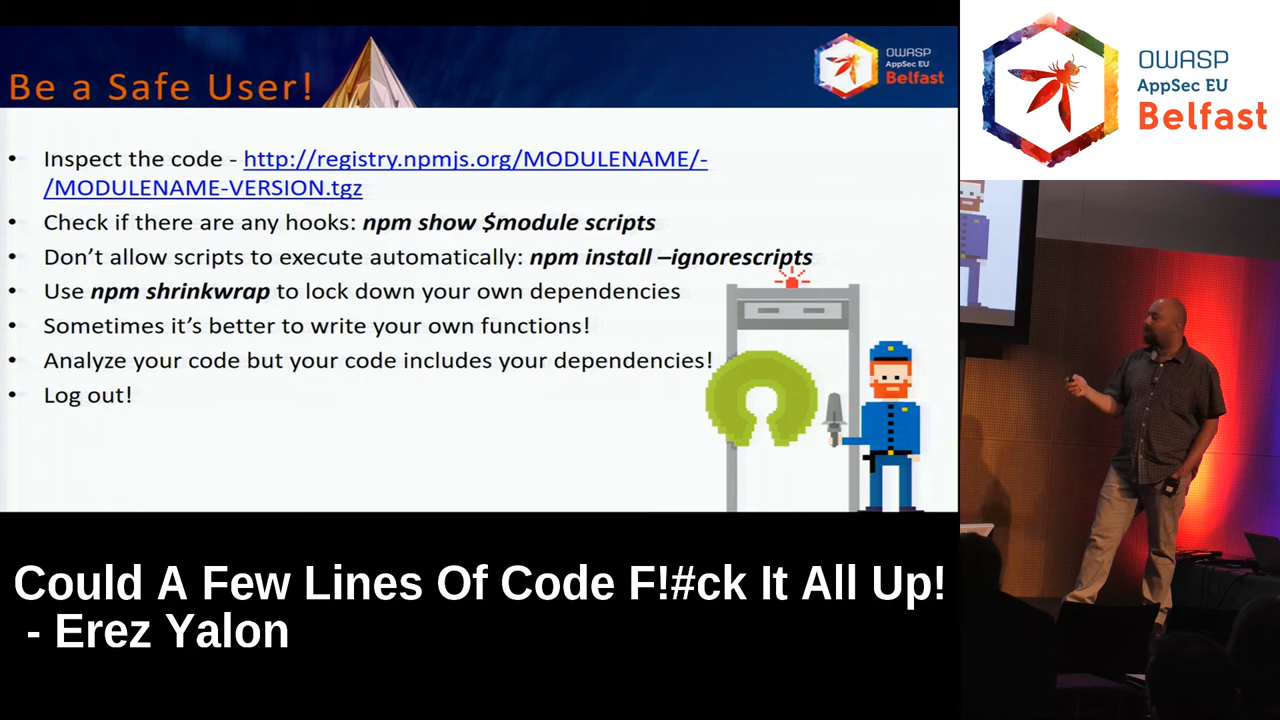 Be a Safe User!
OWASP
AppSec EU
Belfast
• Inspect the code - http://registry.npmjs.org/MODULENAME/-
/MODULENAME-VERSION.tgz
• Check if there are any hooks: npm show $module scripts
• Don't allow scripts to execute automatically: npm install –ignorescripts
• Use npm shrinkwrap to lock down your own dependencies
• Sometimes it's better to write your own functions!
• Analyze your code but your code includes your dependencies!
• Log out!
OWASP
AppSec EU
Belfast
Could A Few Lines Of Code F!#ck It All Up!
- Erez Yalon